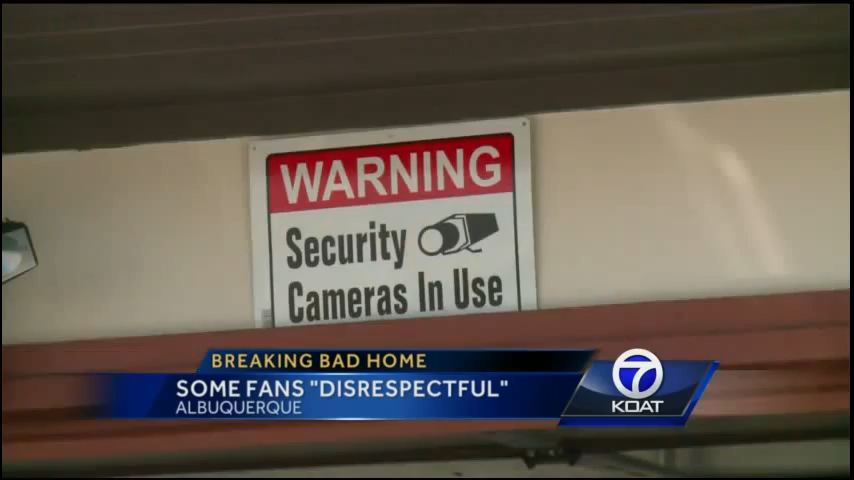 WARNING
Security
Cameras In Use
BREAKING BAD HOME
SOME FANS "DISRESPECTFUL"
ALBUQUERQUE
7
KOAT